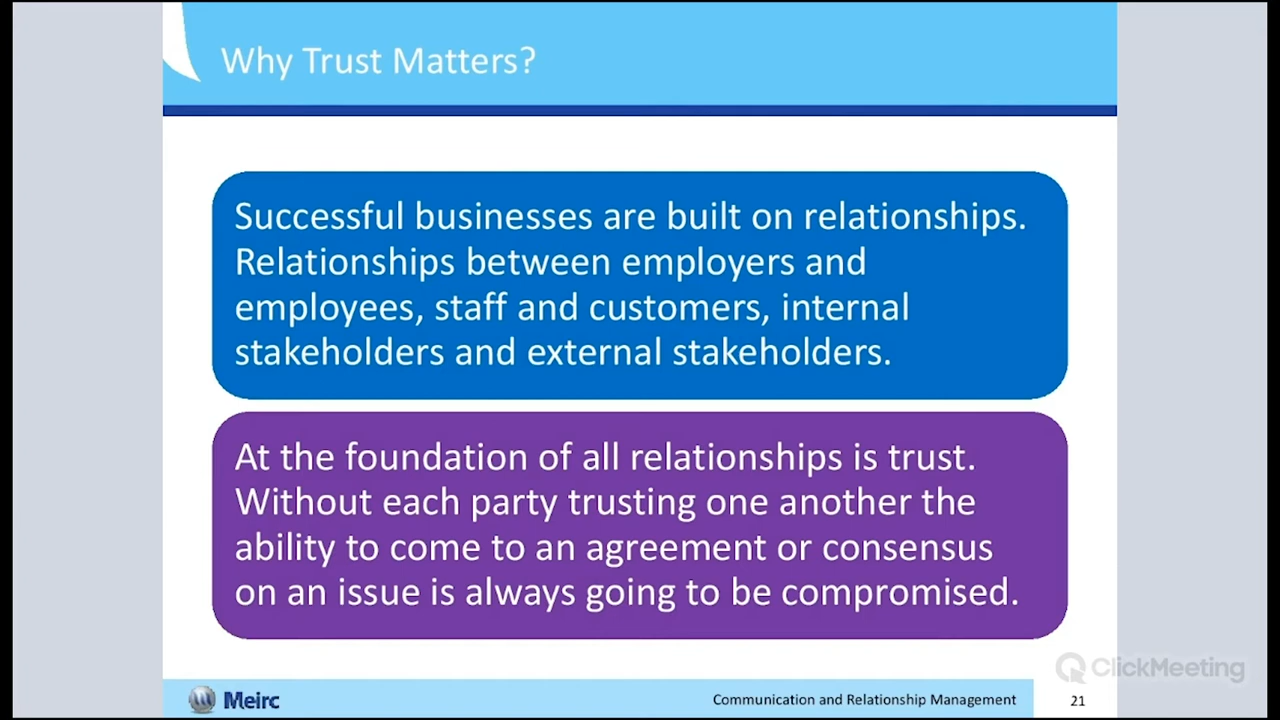 Why Trust Matters?
Successful businesses are built on relationships.
Relationships between employers and
employees, staff and customers, internal
stakeholders and external stakeholders.
At the foundation of all relationships is trust.
Without each party trusting one another the
ability to come to an agreement or consensus
on an issue is always going to be compromised.
ClickMeeting
Meirc
Communication and Relationship Management
21